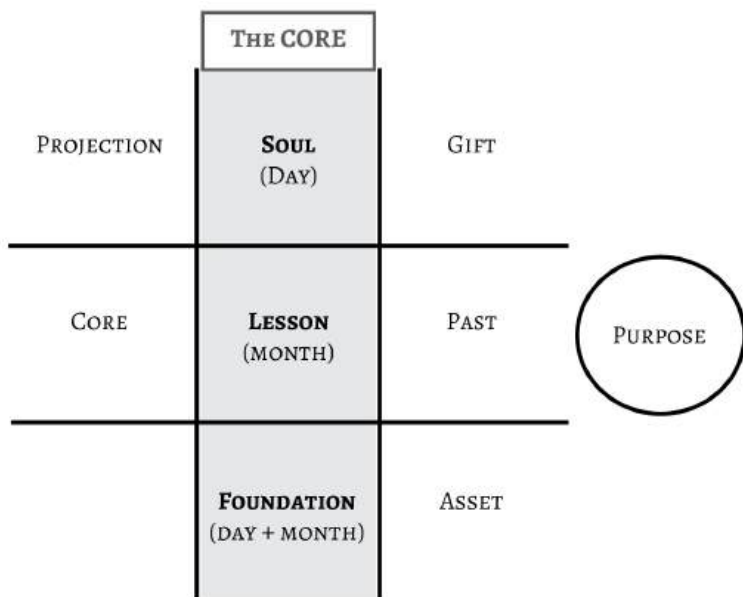 The CORE
Projection
Soul
(Day)
Gift
Core
Lesson
(month)
Past
Purpose
Foundation
(day + month)
Asset